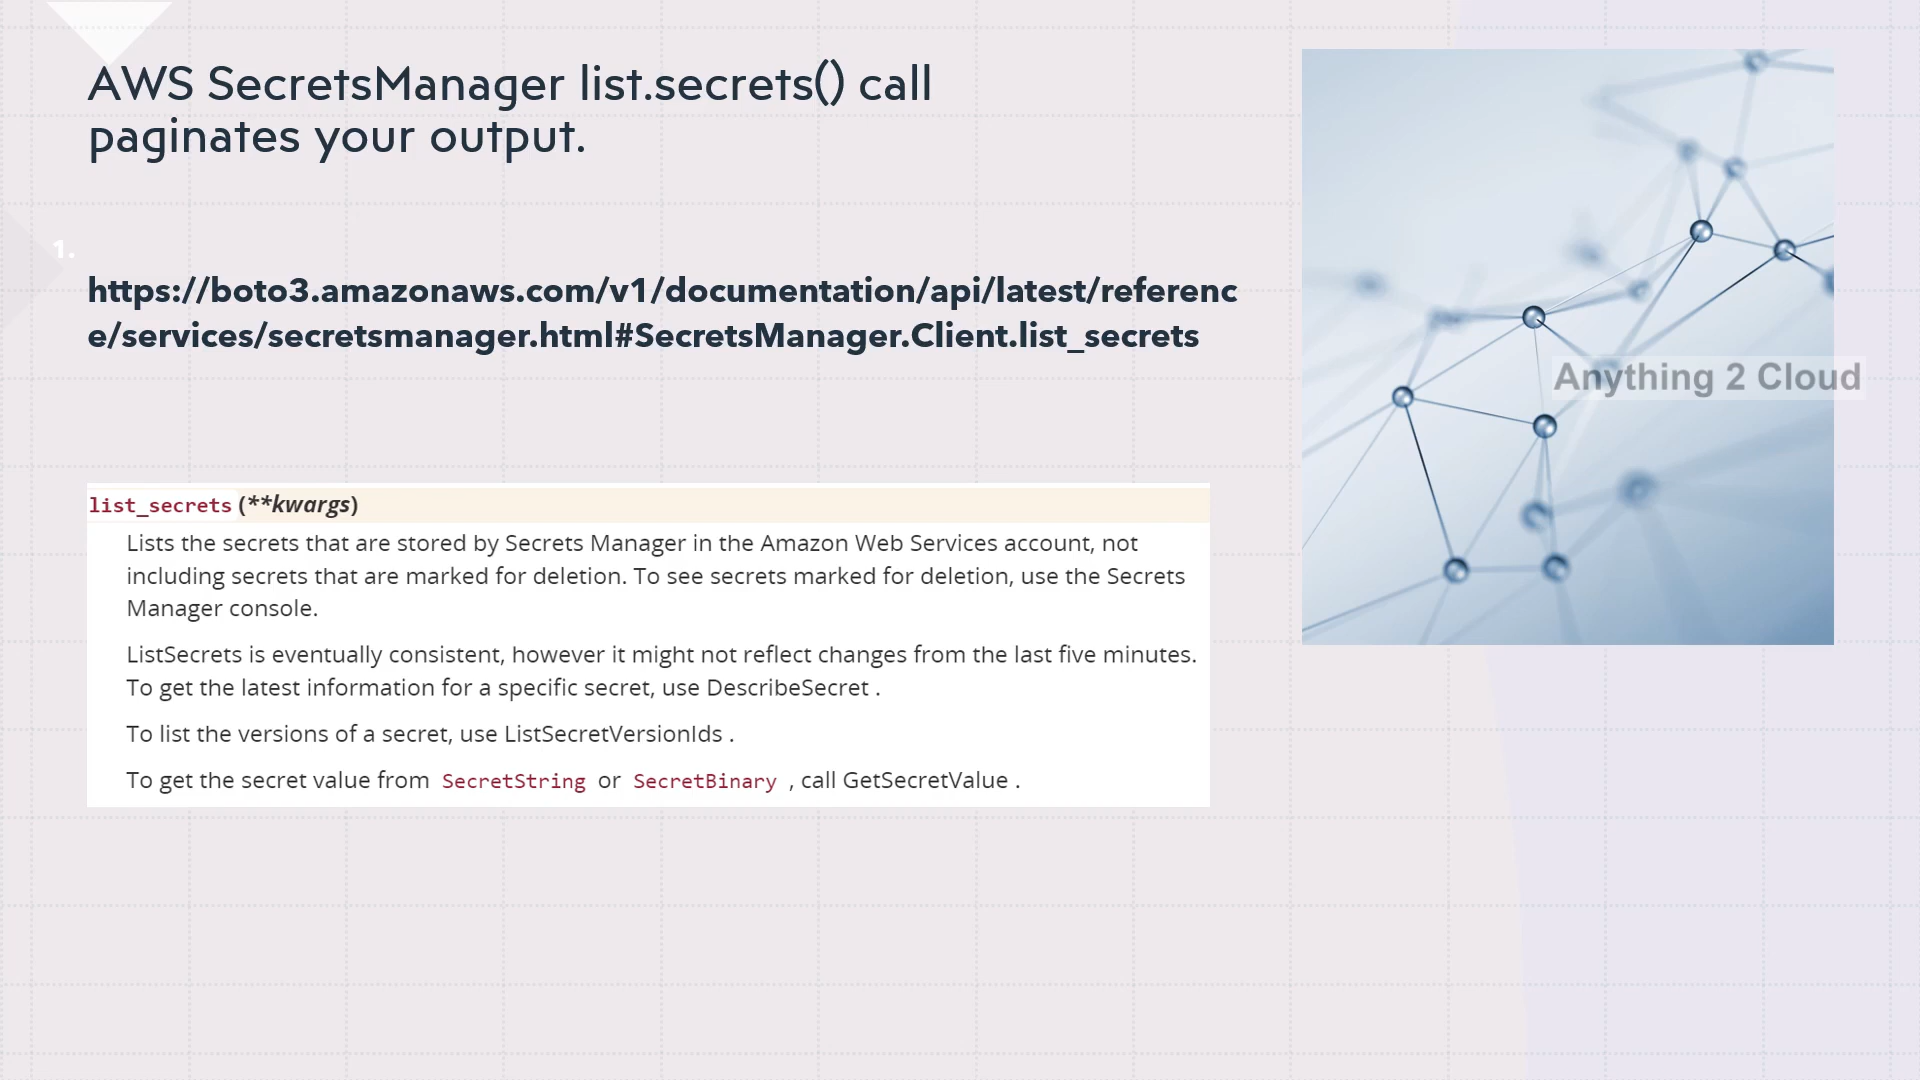 AWS SecretsManager list.secrets() call
paginates your output.
1.
https://boto3.amazonaws.com/v1/documentation/api/latest/referenc
e/services/secretsmanager.html#SecretsManager.Client.list_secrets
Anything 2 Cloud
list_secrets(**kwargs)
Lists the secrets that are stored by Secrets Manager in the Amazon Web Services account, not
including secrets that are marked for deletion. To see secrets marked for deletion, use the Secrets
Manager console.
ListSecrets is eventually consistent, however it might not reflect changes from the last five minutes.
To get the latest information for a specific secret, use DescribeSecret .
To list the versions of a secret, use ListSecretVersionIds .
To get the secret value from SecretString or SecretBinary , call GetSecretValue .